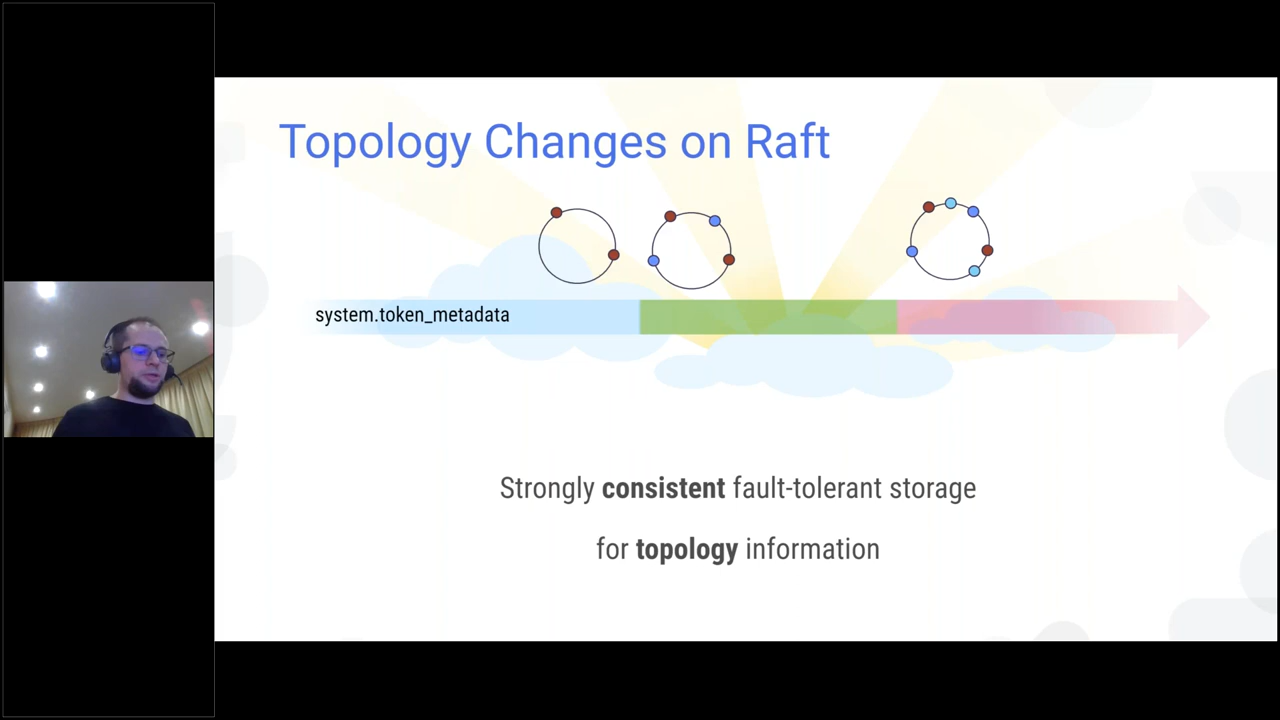 Topology Changes on Raft
system.token_metadata
Strongly consistent fault-tolerant storage
for topology information